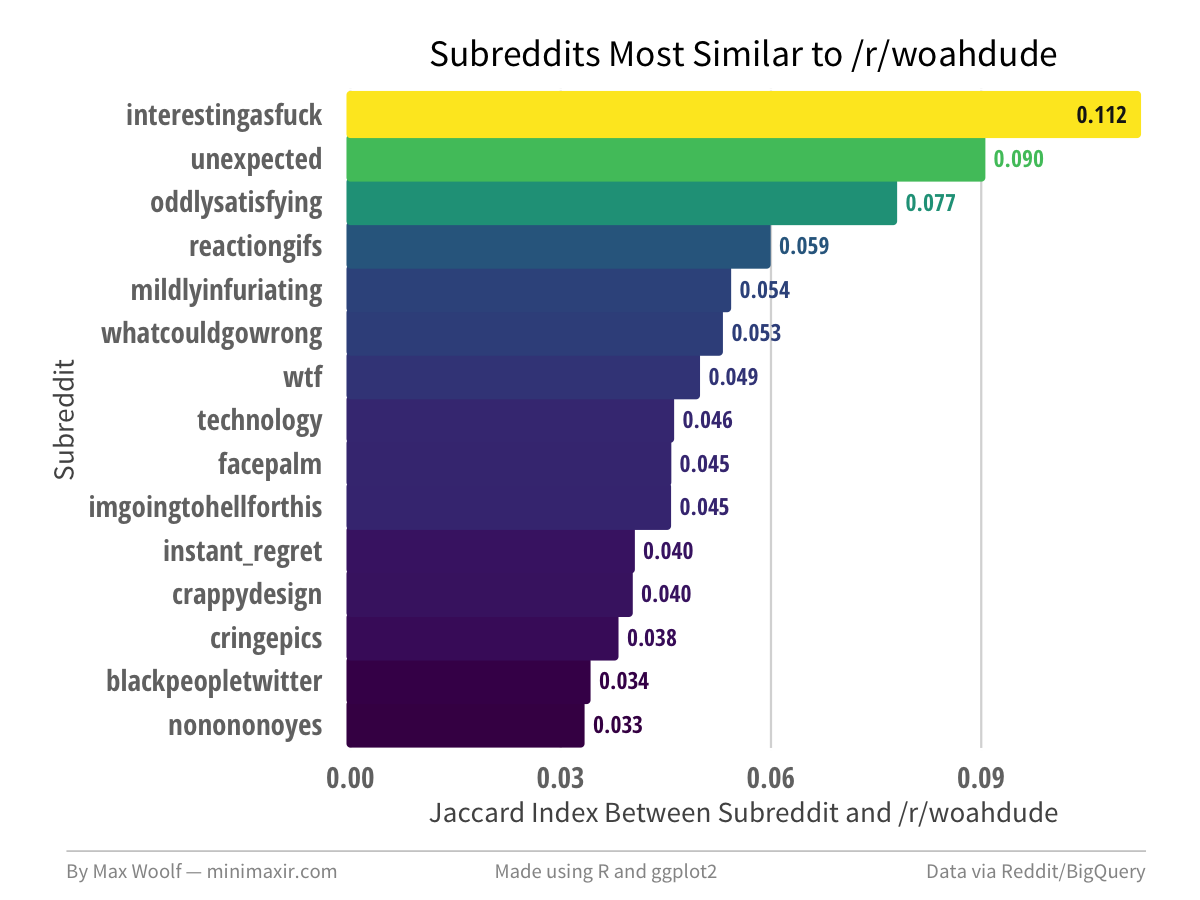 Subreddits Most Similar to /r/woahdude
interestingasfuck 0.112
unexpected 0.090
oddlysatisfying 0.077
reactiongifs 0.059
mildlyinfuriating 0.054
whatcouldgowrong 0.053
wtf 0.049
technology 0.046
facepalm 0.045
imgoingtohellforthis 0.045
instant_regret 0.040
crappydesign 0.040
cringepics 0.038
blackpeopletwitter 0.034
nonononoyes 0.033
Subreddit
0.00 0.03 0.06 0.09
Jaccard Index Between Subreddit and /r/woahdude
By Max Woolf — minimaxir.com Made using R and ggplot2 Data via Reddit/BigQuery